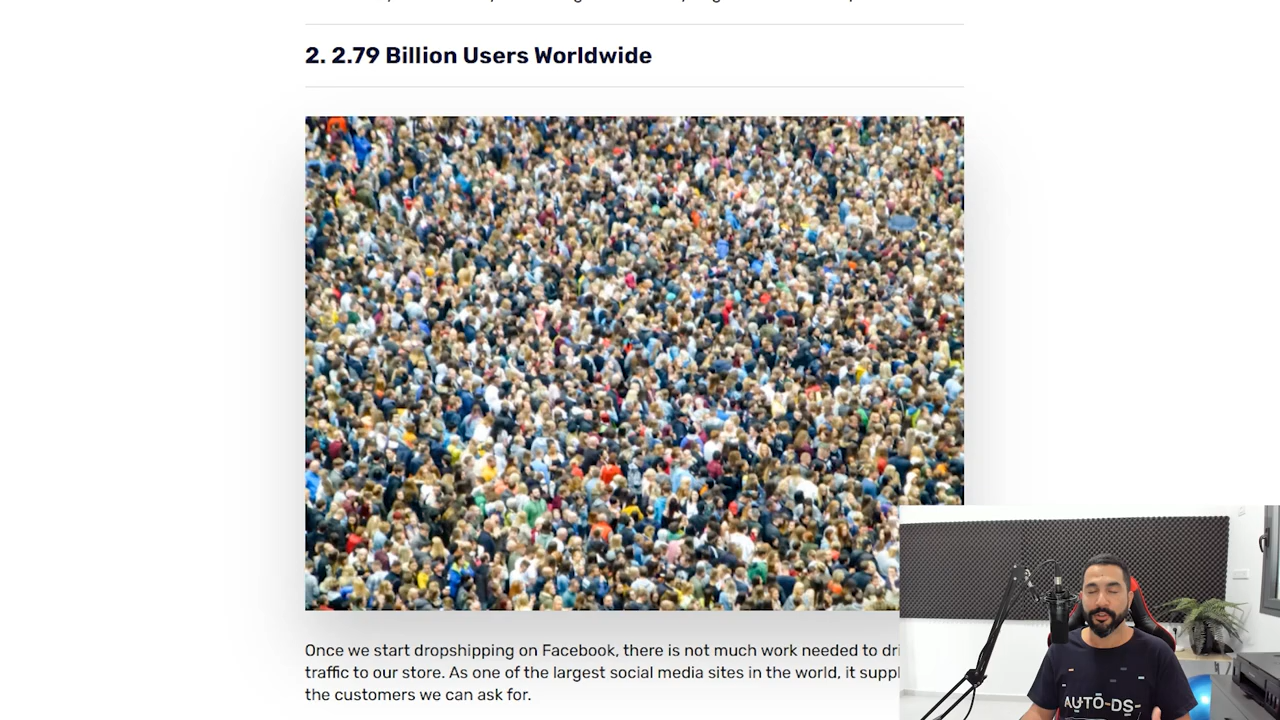 2. 2.79 Billion Users Worldwide
Once we start dropshipping on Facebook, there is not much work needed to
traffic to our store. As one of the largest social media sites in the world, it
the customers we can ask for.
AUTO-DS-